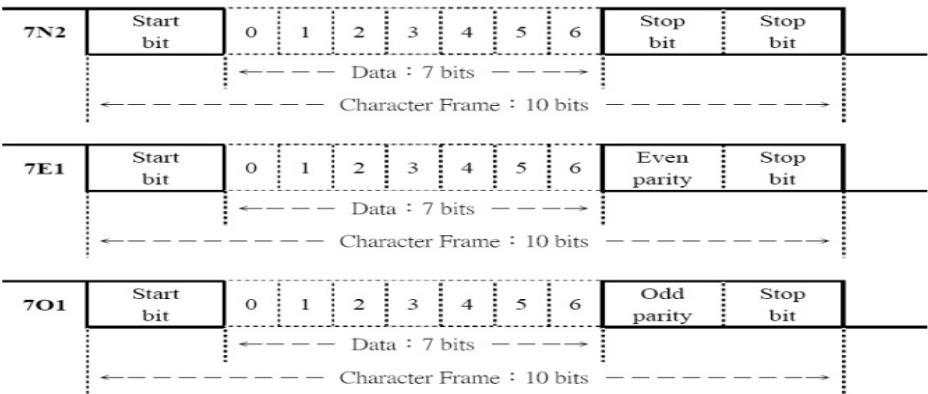 7N2 Start bit 0 1 2 3 4 5 6 Stop bit Stop bit
Data : 7 bits
Character Frame : 10 bits
7E1 Start bit 0 1 2 3 4 5 6 Even parity Stop bit
Data : 7 bits
Character Frame : 10 bits
7O1 Start bit 0 1 2 3 4 5 6 Odd parity Stop bit
Data : 7 bits
Character Frame : 10 bits